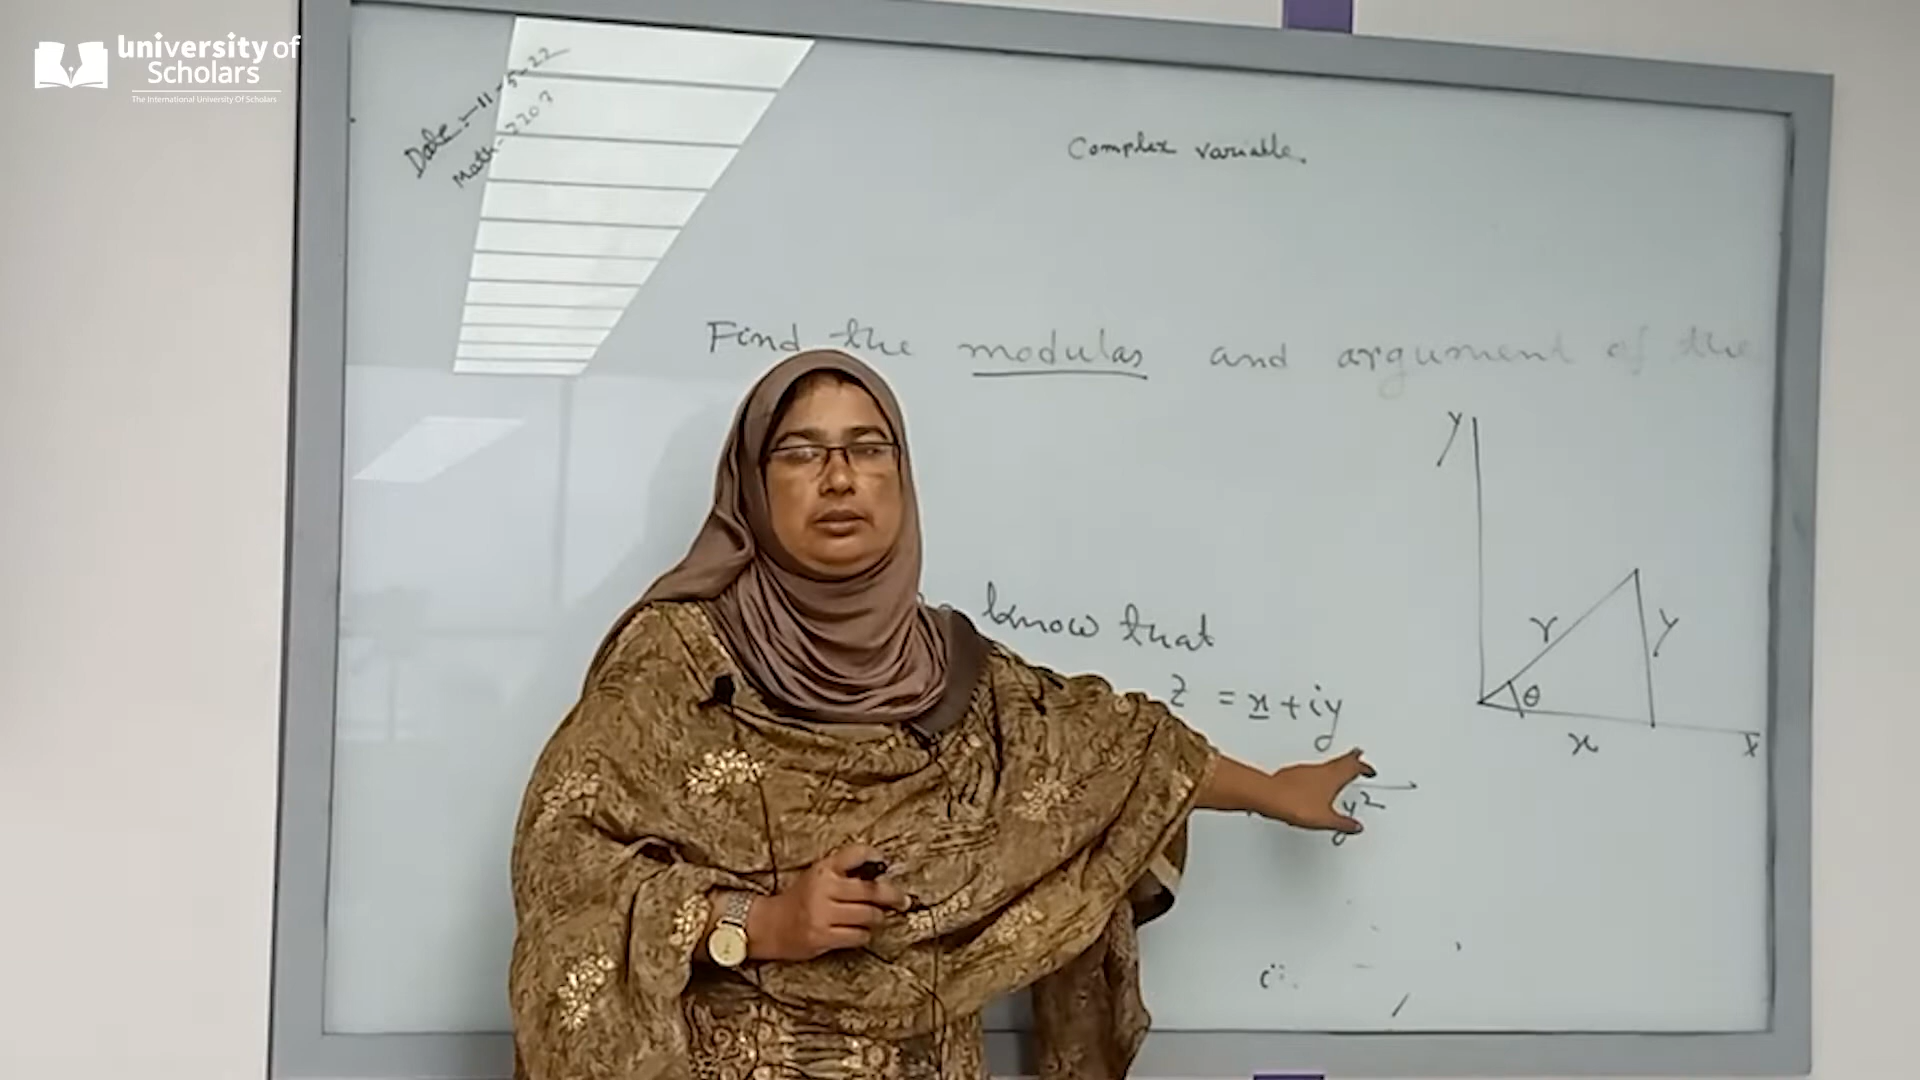 university of
Scholars
The International University Of Scholars
Date:-11-5-22
Math-2203
Complex variable.
Find the modulas and argument of the
know that
z = x + iy
y²
y
r
y
θ
x
x